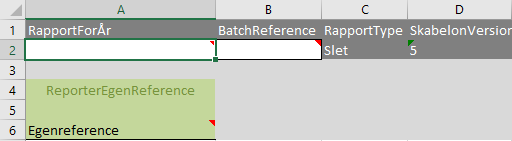 A B C D
1 RapportForÅr BatchReference RapportType SkabelonVersion
2 Slet 5
3
4 ReporterEgenReference
5
6 Egenreference